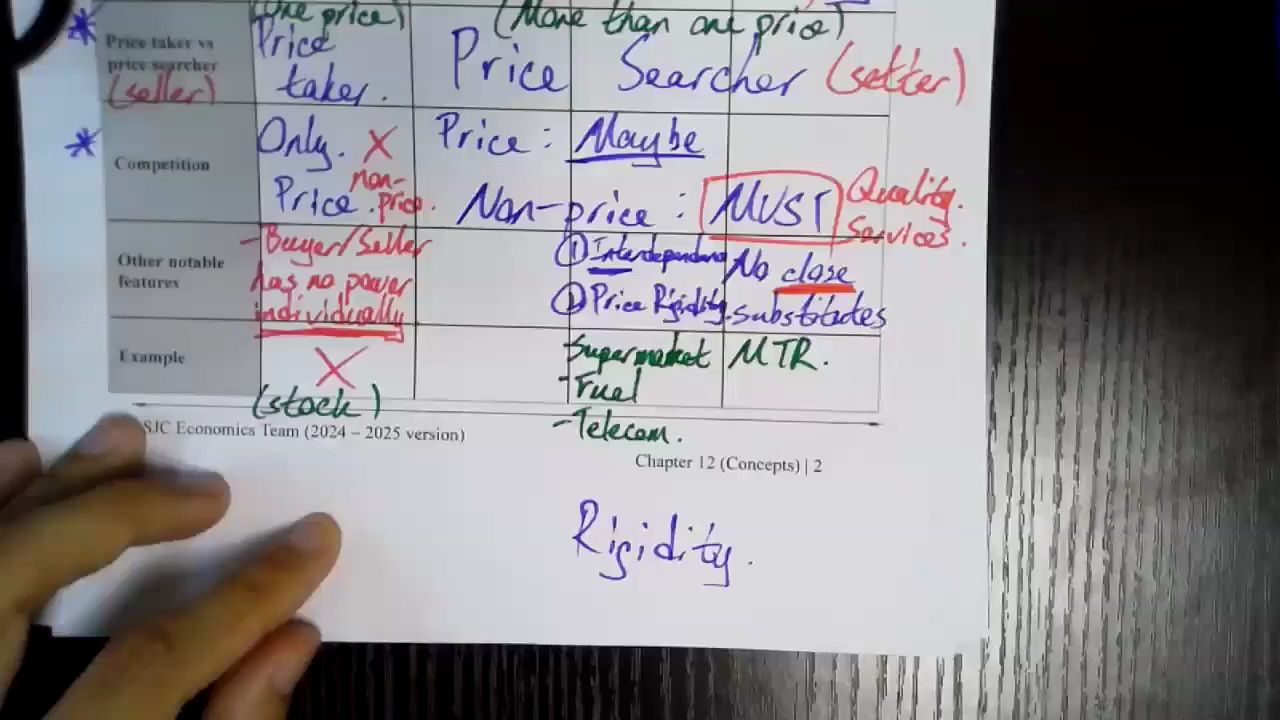 (One price) (More than one price)
Price taker vs
price searcher
(seller)
Price
taker.
Price Searcher (setter)
Competition
Only. X
Price. non-
price.
Price : Maybe
Non-price : MUST Quality.
Services.
Other notable
features
- Buyer/Seller
has no power
individually
① Interdependend
② Price Rigidity.
No close
substitutes
Example
X
(stock)
Supermarket
- Fuel
- Telecom.
MTR.
SJC Economics Team (2024 – 2025 version)
Chapter 12 (Concepts) | 2
Rigidity.